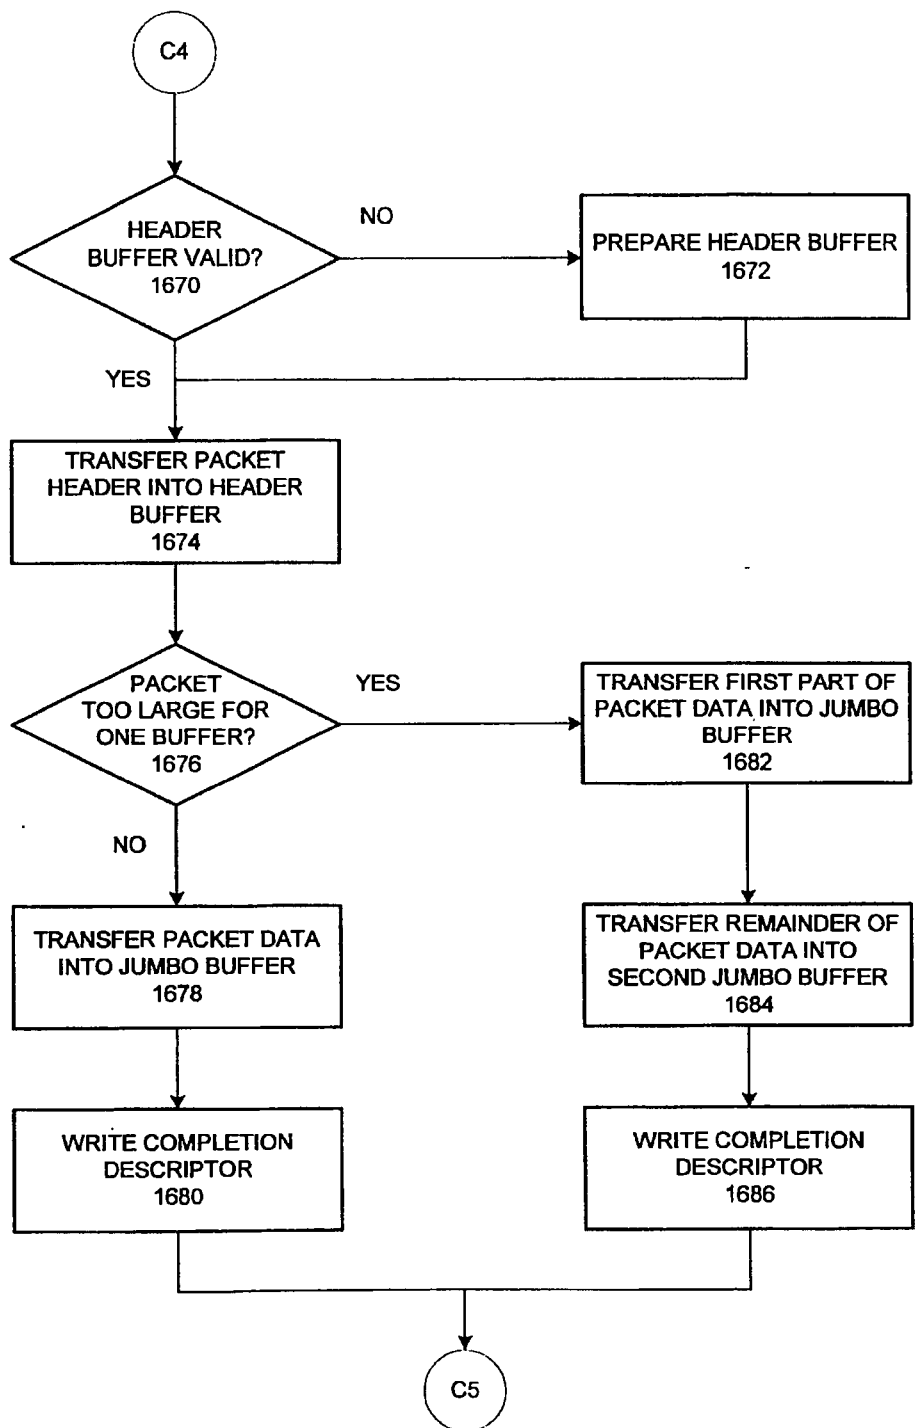 C4
HEADER
BUFFER VALID?
1670
NO
PREPARE HEADER BUFFER
1672
YES
TRANSFER PACKET
HEADER INTO HEADER
BUFFER
1674
PACKET
TOO LARGE FOR
ONE BUFFER?
1676
YES
TRANSFER FIRST PART OF
PACKET DATA INTO JUMBO
BUFFER
1682
NO
TRANSFER PACKET DATA
INTO JUMBO BUFFER
1678
TRANSFER REMAINDER OF
PACKET DATA INTO
SECOND JUMBO BUFFER
1684
WRITE COMPLETION
DESCRIPTOR
1680
WRITE COMPLETION
DESCRIPTOR
1686
C5